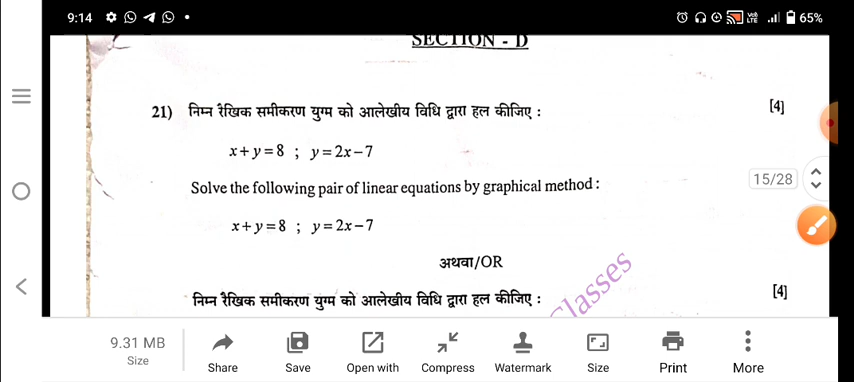 9:14
65%
SECTION - D
21) निम्न रैखिक समीकरण युग्म को आलेखीय विधि द्वारा हल कीजिए : [4]
x+y=8 ; y=2x-7
Solve the following pair of linear equations by graphical method :
15/28
x+y=8 ; y=2x-7
अथवा/OR
निम्न रैखिक समीकरण युग्म को आलेखीय विधि द्वारा हल कीजिए : [4]
lasses
9.31 MB
Size
Share
Save
Open with
Compress
Watermark
Size
Print
More